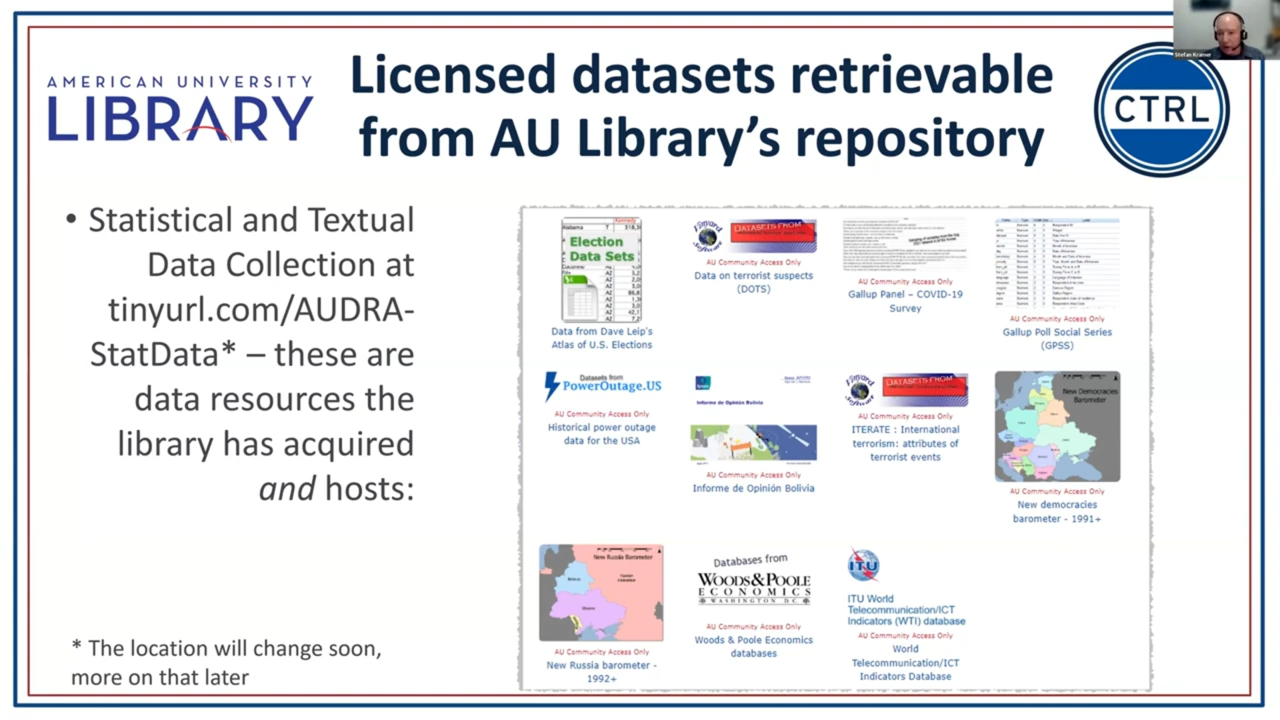 Stefan Kramer
AMERICAN UNIVERSITY
LIBRARY
Licensed datasets retrievable
from AU Library's repository
CTRL
• Statistical and Textual
Data Collection at
tinyurl.com/AUDRA-
StatData* – these are
data resources the
library has acquired
and hosts:
* The location will change soon,
more on that later
Election
Data Sets
Data from Dave Leip's
Atlas of U.S. Elections
DATASETS FROM
AU Community Access Only
Data on terrorist suspects
(DOTS)
AU Community Access Only
Gallup Panel – COVID-19
Survey
AU Community Access Only
Gallup Poll Social Series
(GPSS)
Datasets from
PowerOutage.US
AU Community Access Only
Historical power outage
data for the USA
Informe de Opinión Bolivia
AU Community Access Only
Informe de Opinión Bolivia
DATASETS FROM
AU Community Access Only
ITERATE : International
terrorism: attributes of
terrorist events
New Democracies
Barometer
AU Community Access Only
New democracies
barometer - 1991+
New Russia Barometer
AU Community Access Only
New Russia barometer -
1992+
Databases from
WOODS & POOLE
ECONOMICS
WASHINGTON D.C.
AU Community Access Only
Woods & Poole Economics
databases
ITU
ITU World
Telecommunication/ICT
Indicators (WTI) database
AU Community Access Only
World
Telecommunication/ICT
Indicators Database